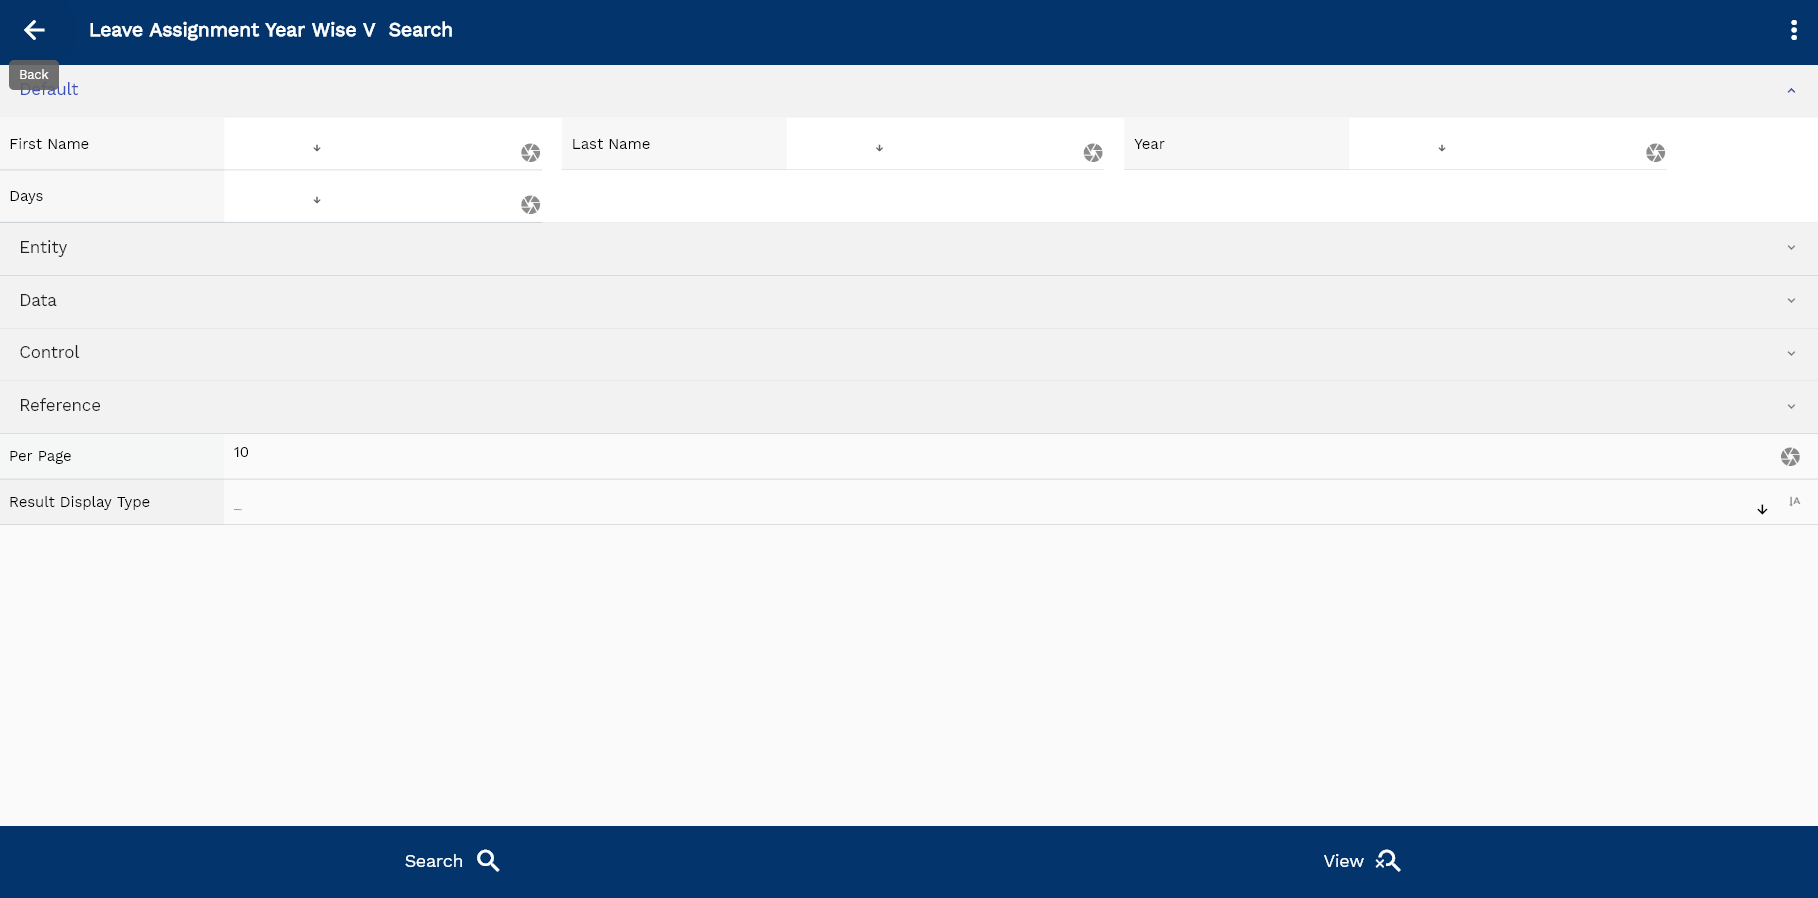 Leave Assignment Year Wise V Search
Back
Default
First Name
Last Name
Year
Days
Entity
Data
Control
Reference
Per Page
10
Result Display Type
_
Search
View